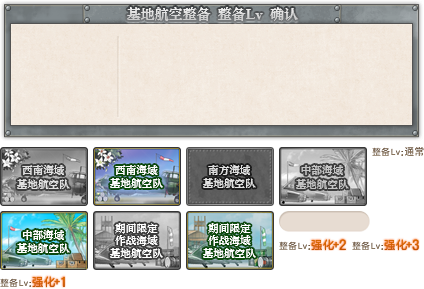 基地航空整备 整备Lv 确认
西南海域
基地航空队
西南海域
基地航空队
南方海域
基地航空队
中部海域
基地航空队
整备Lv:通常
中部海域
基地航空队
期间限定
作战海域
基地航空队
期间限定
作战海域
基地航空队
整备Lv:强化+2 整备Lv:强化+3
整备Lv:强化+1